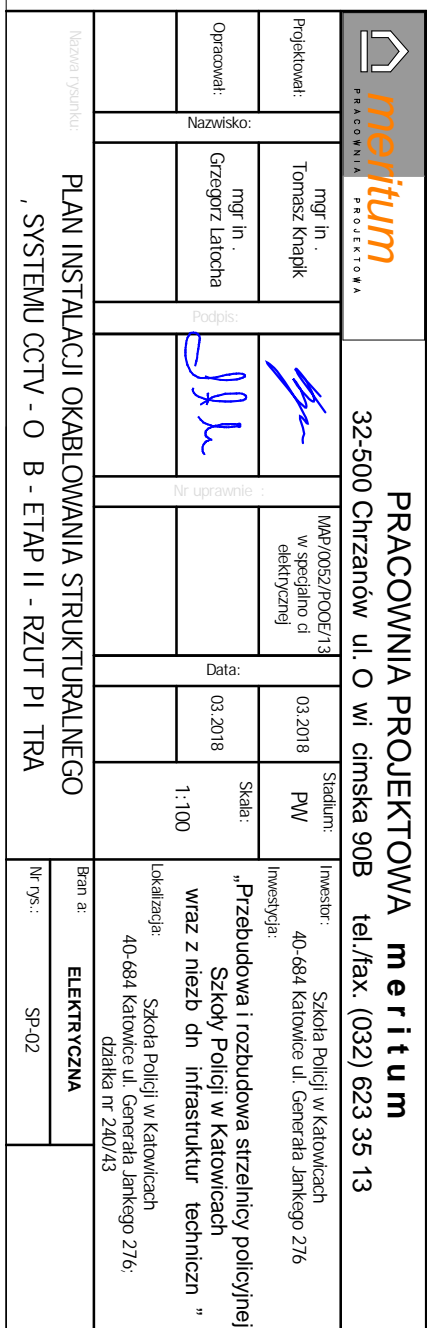 meritum
PRACOWNIA PROJEKTOWA
PRACOWNIA PROJEKTOWA meritum
32-500 Chrzanów ul. O wi cimska 90B tel./fax. (032) 623 35 13
Projektował:
Opracował:
Nazwisko:
mgr in .
Tomasz Knapik
mgr in .
Grzegorz Latocha
Podpis:
Nr uprawnie :
MAP/0052/POOE/13
w specjalno ci
elektrycznej
Data:
03.2018
03.2018
Stadium:
PW
Skala:
1:100
Inwestor:
Szkoła Policji w Katowicach
40-684 Katowice ul. Generała Jankego 276
Inwestycja:
„Przebudowa i rozbudowa strzelnicy policyjnej
Szkoły Policji w Katowicach
wraz z niezb dn infrastruktur techniczn ”
Lokalizacja:
Szkoła Policji w Katowicach
40-684 Katowice ul. Generała Jankego 276;
działka nr 240/43
Nazwa rysunku:
PLAN INSTALACJI OKABLOWANIA STRUKTURALNEGO
, SYSTEMU CCTV - O B - ETAP II - RZUT PI TRA
Bran a:
ELEKTRYCZNA
Nr rys.:
SP-02